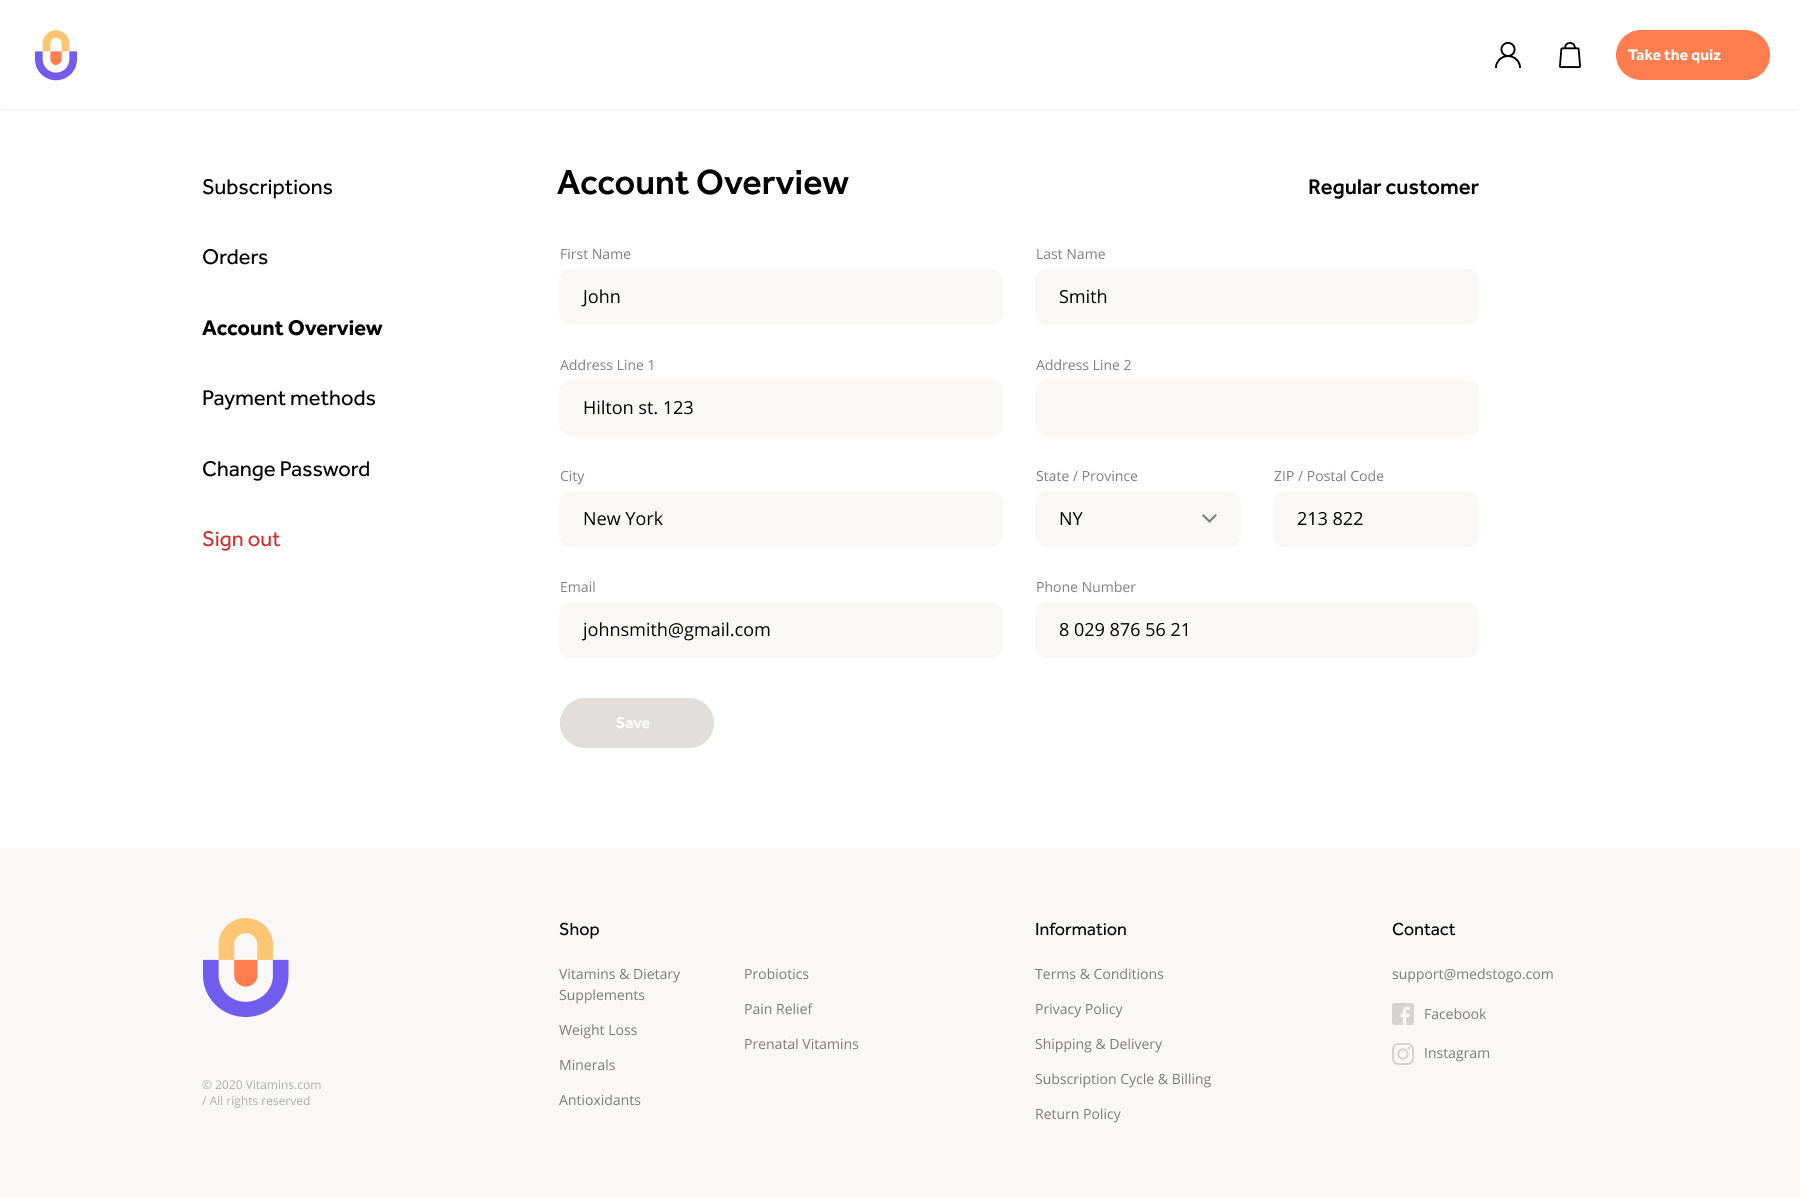 Take the quiz
Subscriptions
Orders
Account Overview
Payment methods
Change Password
Sign out
Account Overview
Regular customer
First Name
John
Last Name
Smith
Address Line 1
Hilton st. 123
Address Line 2
City
New York
State / Province
NY
ZIP / Postal Code
213 822
Email
johnsmith@gmail.com
Phone Number
8 029 876 56 21
Save
© 2020 Vitamins.com
/ All rights reserved
Shop
Vitamins & Dietary
Supplements
Weight Loss
Minerals
Antioxidants
Probiotics
Pain Relief
Prenatal Vitamins
Information
Terms & Conditions
Privacy Policy
Shipping & Delivery
Subscription Cycle & Billing
Return Policy
Contact
support@medstogo.com
Facebook
Instagram